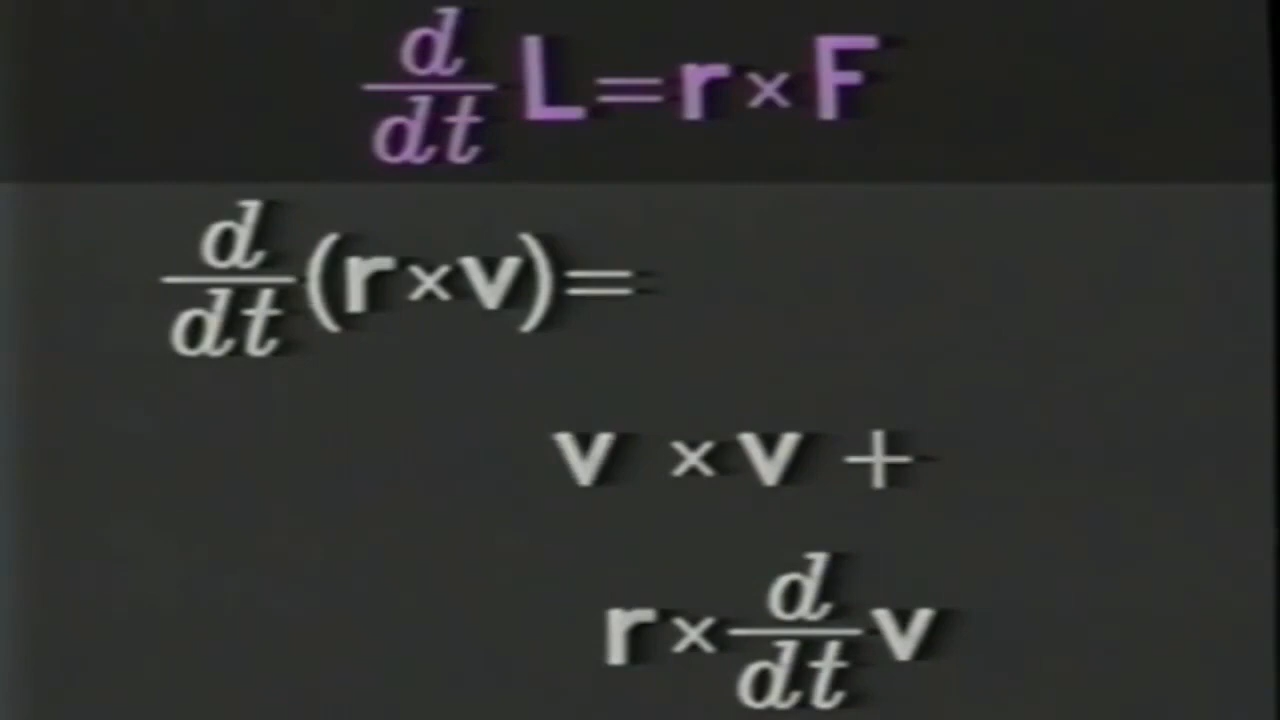 d/dt L=r×F
d/dt (r×v)=
v ×v +
r× d/dt v